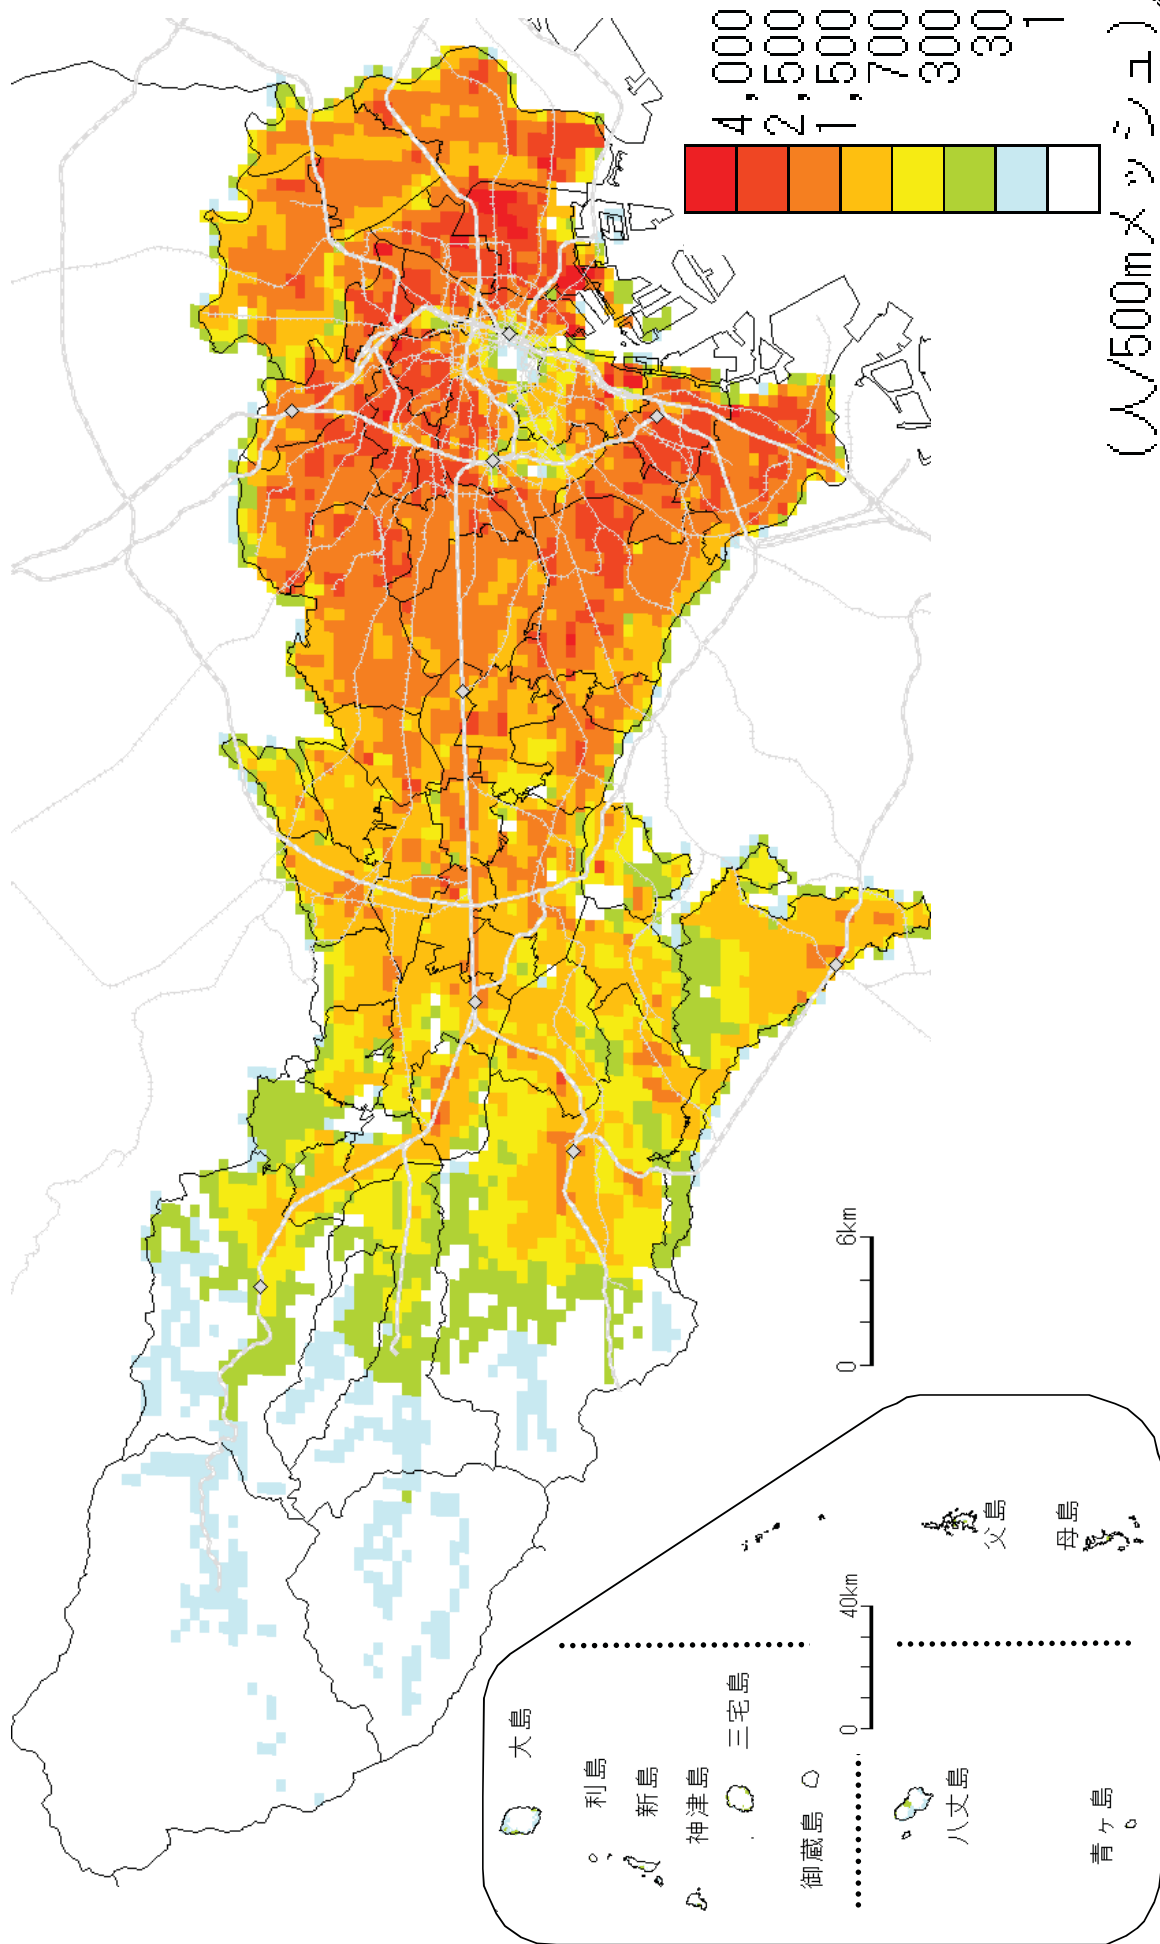 4,000
2,500
1,500
700
300
30
1
(人/500mメッシュ)
0 6km
0 40km
大島
利島
新島
神津島
三宅島
御蔵島
八丈島
青ヶ島
父島
母島